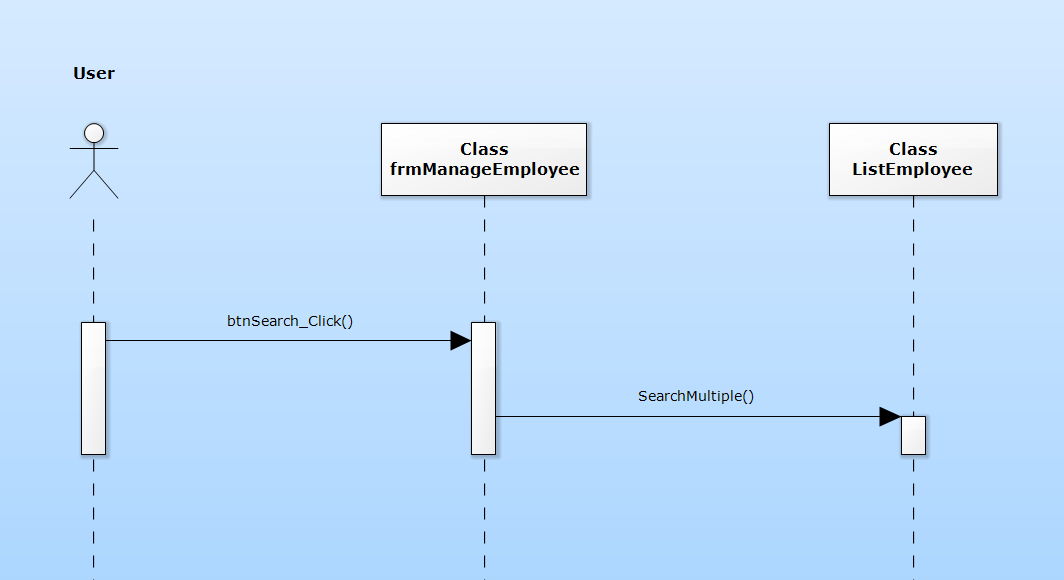 User
Class
frmManageEmployee
Class
ListEmployee
btnSearch_Click()
SearchMultiple()